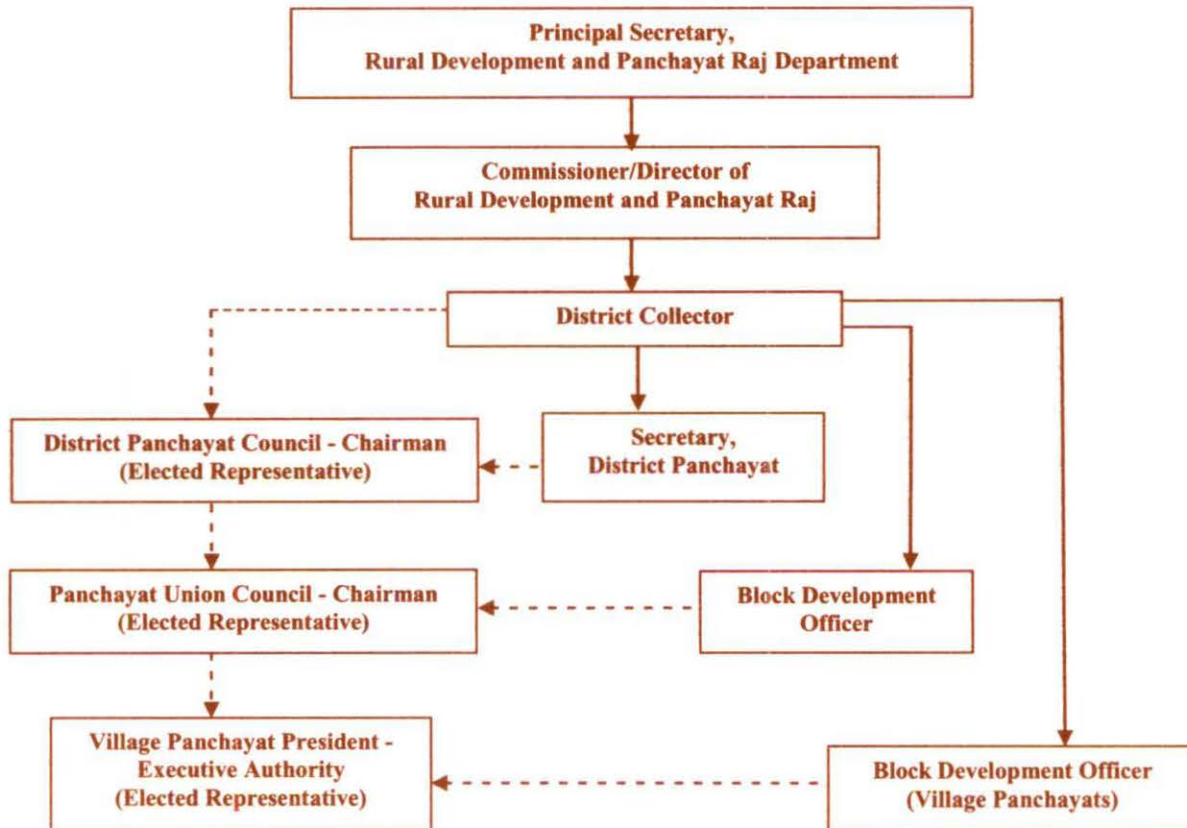 Principal Secretary,
Rural Development and Panchayat Raj Department
Commissioner/Director of
Rural Development and Panchayat Raj
District Collector
District Panchayat Council - Chairman
(Elected Representative)
Secretary,
District Panchayat
Panchayat Union Council - Chairman
(Elected Representative)
Block Development
Officer
Village Panchayat President -
Executive Authority
(Elected Representative)
Block Development Officer
(Village Panchayats)